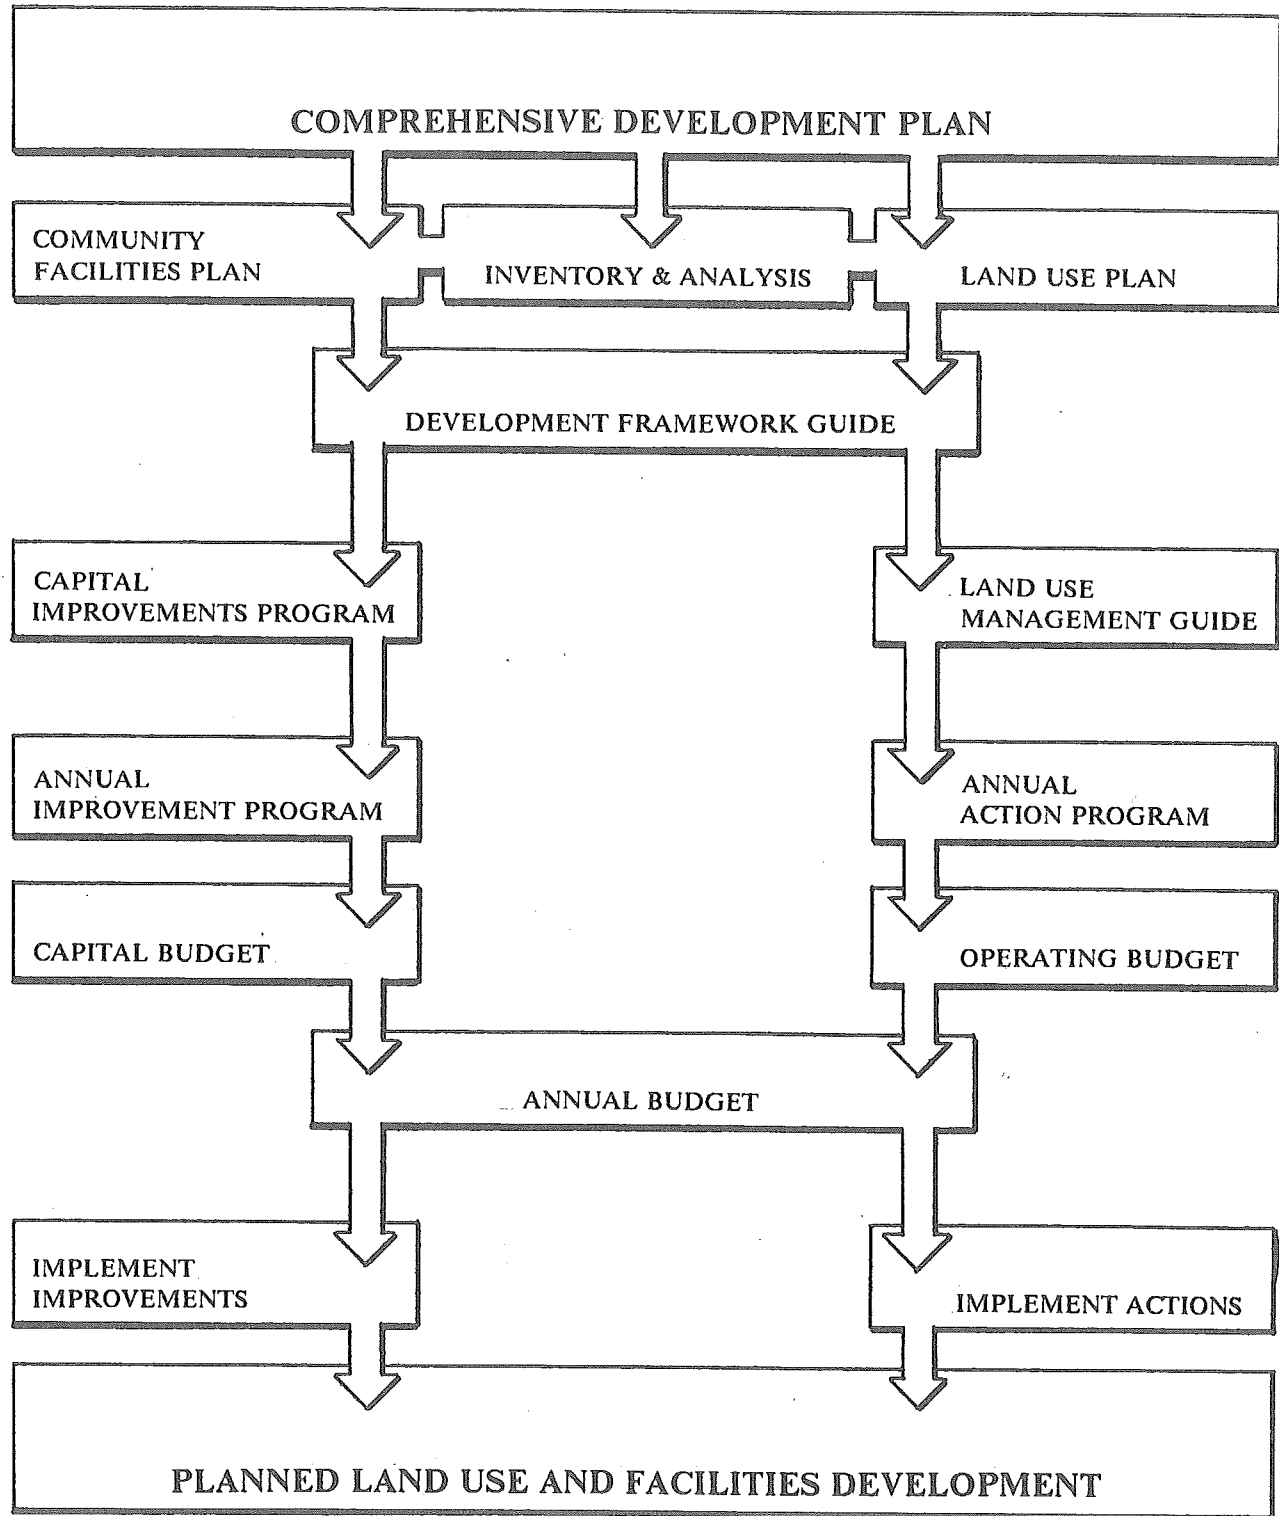 COMPREHENSIVE DEVELOPMENT PLAN
COMMUNITY
FACILITIES PLAN
INVENTORY & ANALYSIS
LAND USE PLAN
DEVELOPMENT FRAMEWORK GUIDE
CAPITAL
IMPROVEMENTS PROGRAM
LAND USE
MANAGEMENT GUIDE
ANNUAL
IMPROVEMENT PROGRAM
ANNUAL
ACTION PROGRAM
CAPITAL BUDGET
OPERATING BUDGET
ANNUAL BUDGET
IMPLEMENT
IMPROVEMENTS
IMPLEMENT ACTIONS
PLANNED LAND USE AND FACILITIES DEVELOPMENT